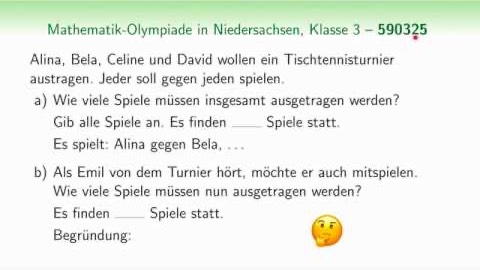 Mathematik-Olympiade in Niedersachsen, Klasse 3 – 590325
Alina, Bela, Celine und David wollen ein Tischtennisturnier
austragen. Jeder soll gegen jeden spielen.
a) Wie viele Spiele müssen insgesamt ausgetragen werden?
Gib alle Spiele an. Es finden ____ Spiele statt.
Es spielt: Alina gegen Bela, ...
b) Als Emil von dem Turnier hört, möchte er auch mitspielen.
Wie viele Spiele müssen nun ausgetragen werden?
Es finden ____ Spiele statt.
Begründung: